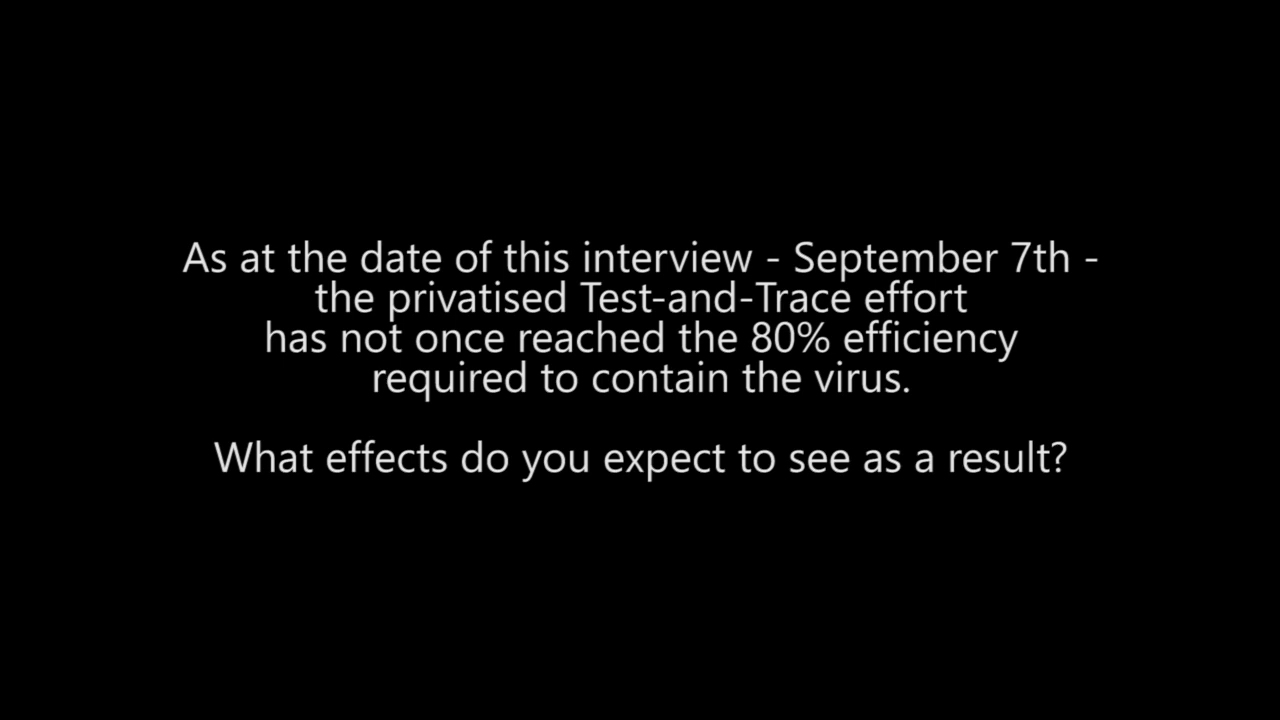 As at the date of this interview - September 7th -
the privatised Test-and-Trace effort
has not once reached the 80% efficiency
required to contain the virus.
What effects do you expect to see as a result?